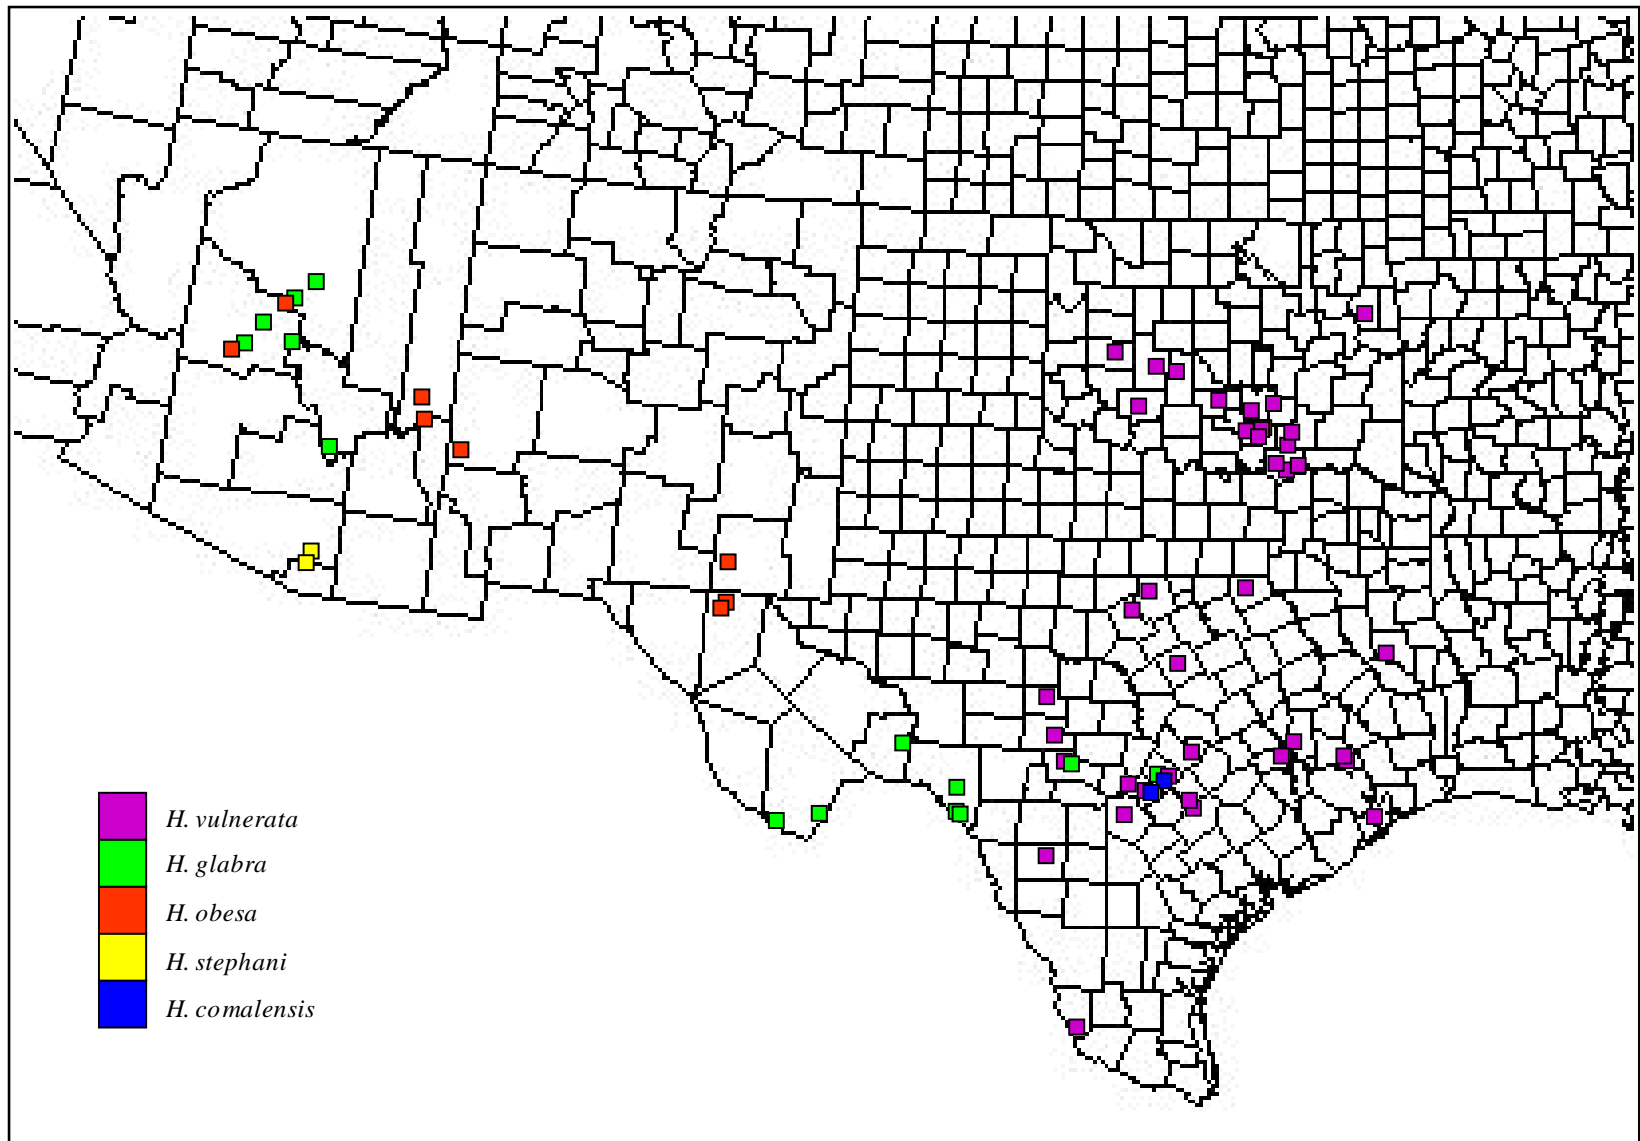 H. vulnerata
H. glabra
H. obesa
H. stephani
H. comalensis